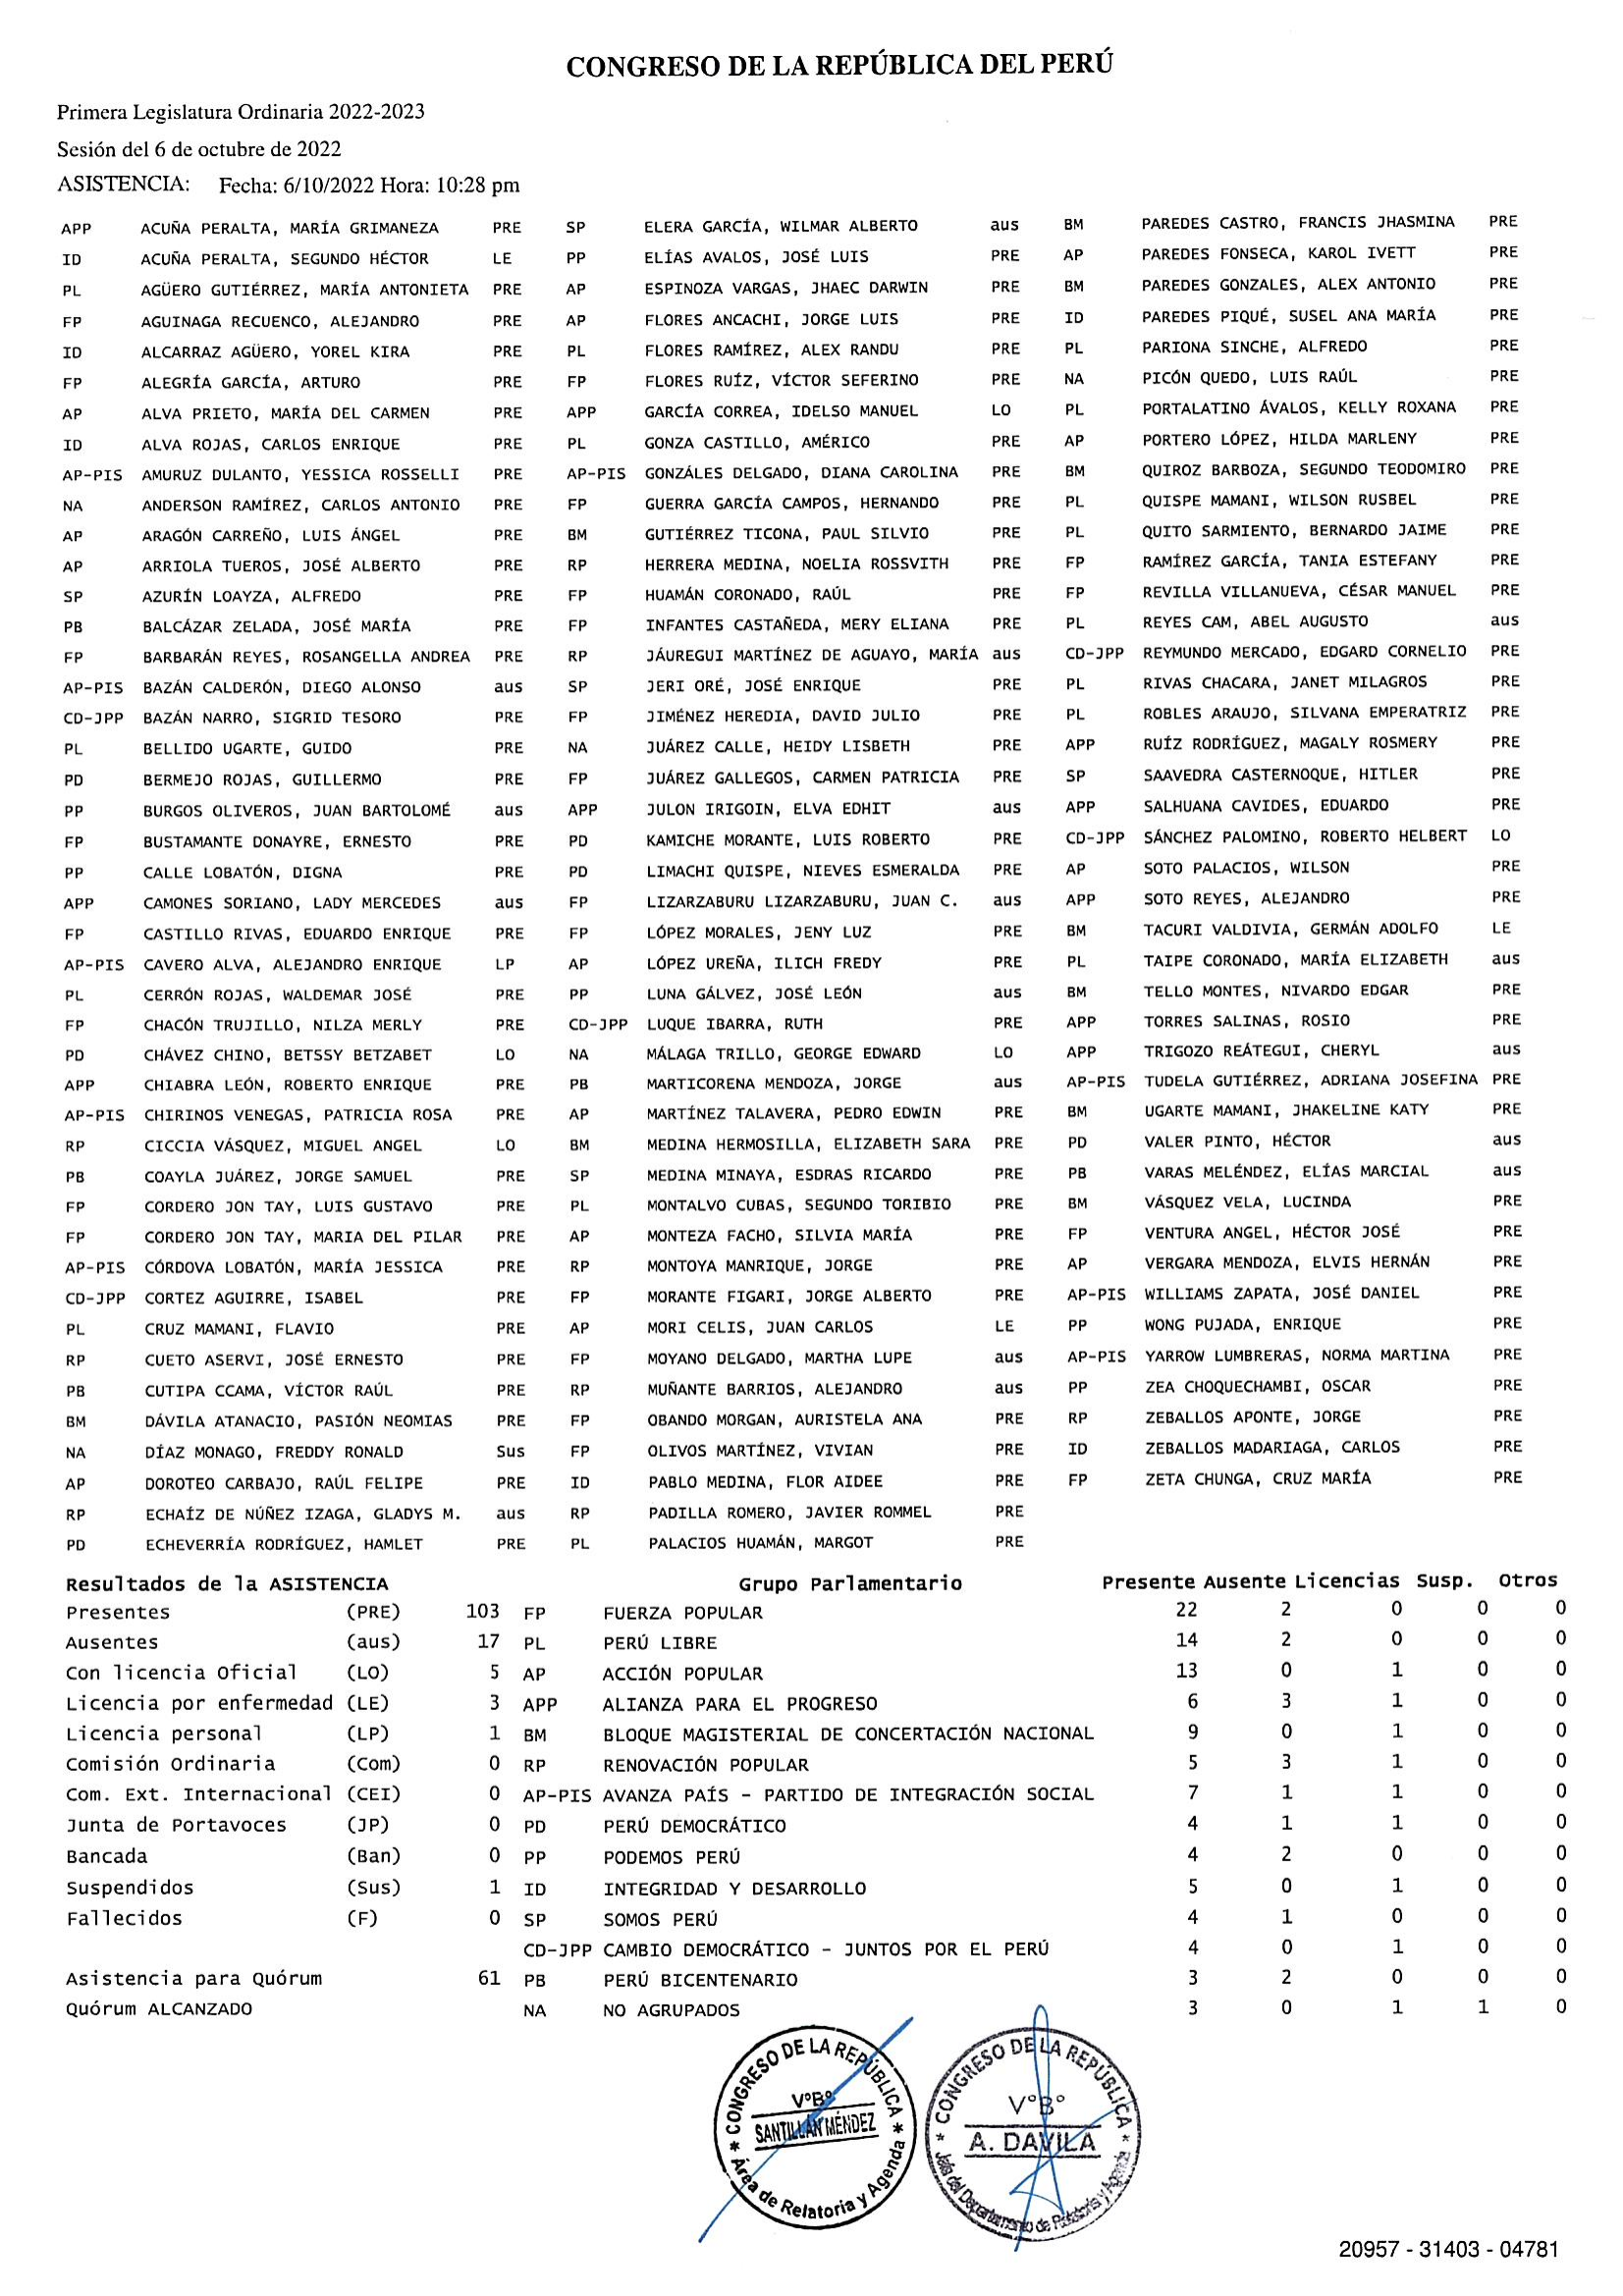 CONGRESO DE LA REPÚBLICA DEL PERÚ
Primera Legislatura Ordinaria 2022-2023
Sesión del 6 de octubre de 2022
ASISTENCIA: Fecha: 6/10/2022 Hora: 10:28 pm
APP ACUÑA PERALTA, MARÍA GRIMANEZA PRE SP ELERA GARCÍA, WILMAR ALBERTO aus BM PAREDES CASTRO, FRANCIS JHASMINA PRE
ID ACUÑA PERALTA, SEGUNDO HÉCTOR LE PP ELÍAS AVALOS, JOSÉ LUIS PRE AP PAREDES FONSECA, KAROL IVETT PRE
PL AGÜERO GUTIÉRREZ, MARÍA ANTONIETA PRE AP ESPINOZA VARGAS, JHAEC DARWIN PRE BM PAREDES GONZALES, ALEX ANTONIO PRE
FP AGUINAGA RECUENCO, ALEJANDRO PRE AP FLORES ANCACHI, JORGE LUIS PRE ID PAREDES PIQUÉ, SUSEL ANA MARÍA PRE
ID ALCARRAZ AGÜERO, YOREL KIRA PRE PL FLORES RAMÍREZ, ALEX RANDU PRE PL PARIONA SINCHE, ALFREDO PRE
FP ALEGRÍA GARCÍA, ARTURO PRE FP FLORES RUÍZ, VÍCTOR SEFERINO PRE NA PICÓN QUEDO, LUIS RAÚL PRE
AP ALVA PRIETO, MARÍA DEL CARMEN PRE APP GARCÍA CORREA, IDELSO MANUEL LO PL PORTALATINO ÁVALOS, KELLY ROXANA PRE
ID ALVA ROJAS, CARLOS ENRIQUE PRE PL GONZA CASTILLO, AMÉRICO PRE AP PORTERO LÓPEZ, HILDA MARLENY PRE
AP-PIS AMURUZ DULANTO, YESSICA ROSSELLI PRE AP-PIS GONZÁLES DELGADO, DIANA CAROLINA PRE BM QUIROZ BARBOZA, SEGUNDO TEODOMIRO PRE
NA ANDERSON RAMÍREZ, CARLOS ANTONIO PRE FP GUERRA GARCÍA CAMPOS, HERNANDO PRE PL QUISPE MAMANI, WILSON RUSBEL PRE
AP ARAGÓN CARREÑO, LUIS ÁNGEL PRE BM GUTIÉRREZ TICONA, PAUL SILVIO PRE PL QUITO SARMIENTO, BERNARDO JAIME PRE
AP ARRIOLA TUEROS, JOSÉ ALBERTO PRE RP HERRERA MEDINA, NOELIA ROSSVITH PRE FP RAMÍREZ GARCÍA, TANIA ESTEFANY PRE
SP AZURÍN LOAYZA, ALFREDO PRE FP HUAMÁN CORONADO, RAÚL PRE FP REVILLA VILLANUEVA, CÉSAR MANUEL PRE
PB BALCÁZAR ZELADA, JOSÉ MARÍA PRE FP INFANTES CASTAÑEDA, MERY ELIANA PRE PL REYES CAM, ABEL AUGUSTO aus
FP BARBARÁN REYES, ROSANGELLA ANDREA PRE RP JÁUREGUI MARTÍNEZ DE AGUAYO, MARÍA aus CD-JPP REYMUNDO MERCADO, EDGARD CORNELIO PRE
AP-PIS BAZÁN CALDERÓN, DIEGO ALONSO aus SP JERI ORÉ, JOSÉ ENRIQUE PRE PL RIVAS CHACARA, JANET MILAGROS PRE
CD-JPP BAZÁN NARRO, SIGRID TESORO PRE FP JIMÉNEZ HEREDIA, DAVID JULIO PRE PL ROBLES ARAUJO, SILVANA EMPERATRIZ PRE
PL BELLIDO UGARTE, GUIDO PRE NA JUÁREZ CALLE, HEIDY LISBETH PRE APP RUÍZ RODRÍGUEZ, MAGALY ROSMERY PRE
PD BERMEJO ROJAS, GUILLERMO PRE FP JUÁREZ GALLEGOS, CARMEN PATRICIA PRE SP SAAVEDRA CASTERNOQUE, HITLER PRE
PP BURGOS OLIVEROS, JUAN BARTOLOMÉ aus APP JULON IRIGOIN, ELVA EDHIT aus APP SALHUANA CAVIDES, EDUARDO PRE
FP BUSTAMANTE DONAYRE, ERNESTO PRE PD KAMICHE MORANTE, LUIS ROBERTO PRE CD-JPP SÁNCHEZ PALOMINO, ROBERTO HELBERT LO
PP CALLE LOBATÓN, DIGNA PRE PD LIMACHI QUISPE, NIEVES ESMERALDA PRE AP SOTO PALACIOS, WILSON PRE
APP CAMONES SORIANO, LADY MERCEDES aus FP LIZARZABURU LIZARZABURU, JUAN C. aus APP SOTO REYES, ALEJANDRO PRE
FP CASTILLO RIVAS, EDUARDO ENRIQUE PRE FP LÓPEZ MORALES, JENY LUZ PRE BM TACURI VALDIVIA, GERMÁN ADOLFO LE
AP-PIS CAVERO ALVA, ALEJANDRO ENRIQUE LP AP LÓPEZ UREÑA, ILICH FREDY PRE PL TAIPE CORONADO, MARÍA ELIZABETH aus
PL CERRÓN ROJAS, WALDEMAR JOSÉ PRE PP LUNA GÁLVEZ, JOSÉ LEÓN aus BM TELLO MONTES, NIVARDO EDGAR PRE
FP CHACÓN TRUJILLO, NILZA MERLY PRE CD-JPP LUQUE IBARRA, RUTH PRE APP TORRES SALINAS, ROSIO PRE
PD CHÁVEZ CHINO, BETSSY BETZABET LO NA MÁLAGA TRILLO, GEORGE EDWARD LO APP TRIGOZO REÁTEGUI, CHERYL aus
APP CHIABRA LEÓN, ROBERTO ENRIQUE PRE PB MARTICORENA MENDOZA, JORGE aus AP-PIS TUDELA GUTIÉRREZ, ADRIANA JOSEFINA PRE
AP-PIS CHIRINOS VENEGAS, PATRICIA ROSA PRE AP MARTÍNEZ TALAVERA, PEDRO EDWIN PRE BM UGARTE MAMANI, JHAKELINE KATY PRE
RP CICCIA VÁSQUEZ, MIGUEL ANGEL LO BM MEDINA HERMOSILLA, ELIZABETH SARA PRE PD VALER PINTO, HÉCTOR aus
PB COAYLA JUÁREZ, JORGE SAMUEL PRE SP MEDINA MINAYA, ESDRAS RICARDO PRE PB VARAS MELÉNDEZ, ELÍAS MARCIAL aus
FP CORDERO JON TAY, LUIS GUSTAVO PRE PL MONTALVO CUBAS, SEGUNDO TORIBIO PRE BM VÁSQUEZ VELA, LUCINDA PRE
FP CORDERO JON TAY, MARIA DEL PILAR PRE AP MONTEZA FACHO, SILVIA MARÍA PRE FP VENTURA ANGEL, HÉCTOR JOSÉ PRE
AP-PIS CÓRDOVA LOBATÓN, MARÍA JESSICA PRE RP MONTOYA MANRIQUE, JORGE PRE AP VERGARA MENDOZA, ELVIS HERNÁN PRE
CD-JPP CORTEZ AGUIRRE, ISABEL PRE FP MORANTE FIGARI, JORGE ALBERTO PRE AP-PIS WILLIAMS ZAPATA, JOSÉ DANIEL PRE
PL CRUZ MAMANI, FLAVIO PRE AP MORI CELIS, JUAN CARLOS LE PP WONG PUJADA, ENRIQUE PRE
RP CUETO ASERVI, JOSÉ ERNESTO PRE FP MOYANO DELGADO, MARTHA LUPE aus AP-PIS YARROW LUMBRERAS, NORMA MARTINA PRE
PB CUTIPA CCAMA, VÍCTOR RAÚL PRE RP MUÑANTE BARRIOS, ALEJANDRO aus PP ZEA CHOQUECHAMBI, OSCAR PRE
BM DÁVILA ATANACIO, PASIÓN NEOMIAS PRE FP OBANDO MORGAN, AURISTELA ANA PRE RP ZEBALLOS APONTE, JORGE PRE
NA DÍAZ MONAGO, FREDDY RONALD Sus FP OLIVOS MARTÍNEZ, VIVIAN PRE ID ZEBALLOS MADARIAGA, CARLOS PRE
AP DOROTEO CARBAJO, RAÚL FELIPE PRE ID PABLO MEDINA, FLOR AIDEE PRE FP ZETA CHUNGA, CRUZ MARÍA PRE
RP ECHAÍZ DE NÚÑEZ IZAGA, GLADYS M. aus RP PADILLA ROMERO, JAVIER ROMMEL PRE
PD ECHEVERRÍA RODRÍGUEZ, HAMLET PRE PL PALACIOS HUAMÁN, MARGOT PRE
Resultados de la ASISTENCIA Grupo Parlamentario Presente Ausente Licencias Susp. Otros
Presentes (PRE) 103 FP FUERZA POPULAR 22 2 0 0 0
Ausentes (aus) 17 PL PERÚ LIBRE 14 2 0 0 0
Con licencia Oficial (LO) 5 AP ACCIÓN POPULAR 13 0 1 0 0
Licencia por enfermedad (LE) 3 APP ALIANZA PARA EL PROGRESO 6 3 1 0 0
Licencia personal (LP) 1 BM BLOQUE MAGISTERIAL DE CONCERTACIÓN NACIONAL 9 0 1 0 0
Comisión Ordinaria (Com) 0 RP RENOVACIÓN POPULAR 5 3 1 0 0
Com. Ext. Internacional (CEI) 0 AP-PIS AVANZA PAÍS - PARTIDO DE INTEGRACIÓN SOCIAL 7 1 1 0 0
Junta de Portavoces (JP) 0 PD PERÚ DEMOCRÁTICO 4 1 1 0 0
Bancada (Ban) 0 PP PODEMOS PERÚ 4 2 0 0 0
Suspendidos (Sus) 1 ID INTEGRIDAD Y DESARROLLO 5 0 1 0 0
Fallecidos (F) 0 SP SOMOS PERÚ 4 1 0 0 0
CD-JPP CAMBIO DEMOCRÁTICO - JUNTOS POR EL PERÚ 4 0 1 0 0
Asistencia para Quórum 61 PB PERÚ BICENTENARIO 3 2 0 0 0
Quórum ALCANZADO NA NO AGRUPADOS 3 0 1 1 0
* CONGRESO DE LA REPÚBLICA *
V°B°
SANTILLÁN MÉNDEZ
Área de Relatoria y Agenda
* CONGRESO DE LA REPÚBLICA *
V°B°
A. DAVILA
Jefa del Departamento de Relatoría y Agenda
20957 - 31403 - 04781